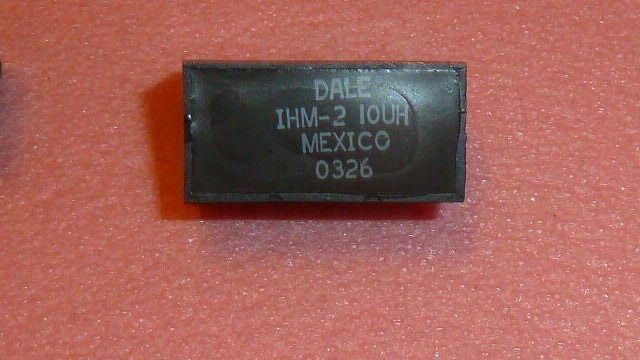 DALE
IHM-2 10UH
MEXICO
0326